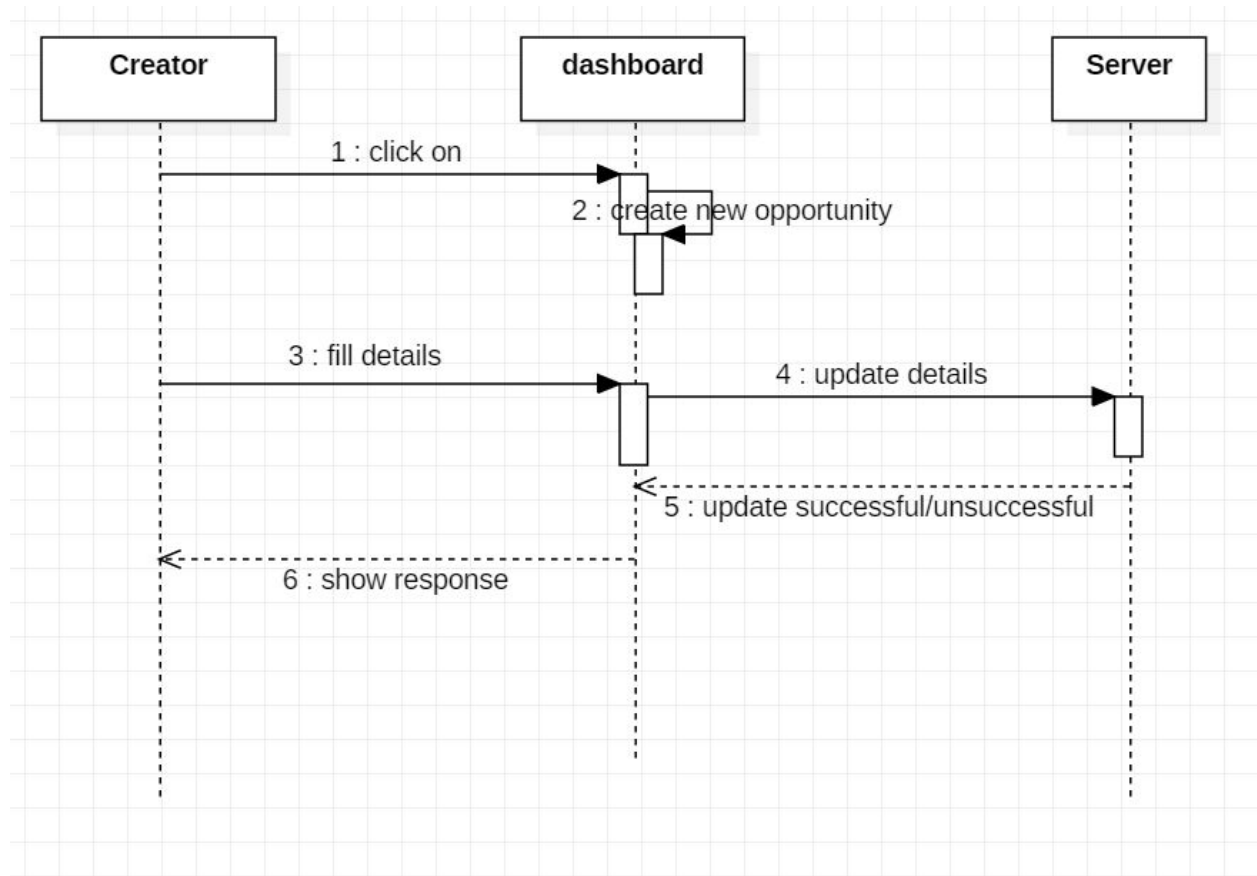 Creator
dashboard
Server
1 : click on
2 : create new opportunity
3 : fill details
4 : update details
5 : update successful/unsuccessful
6 : show response